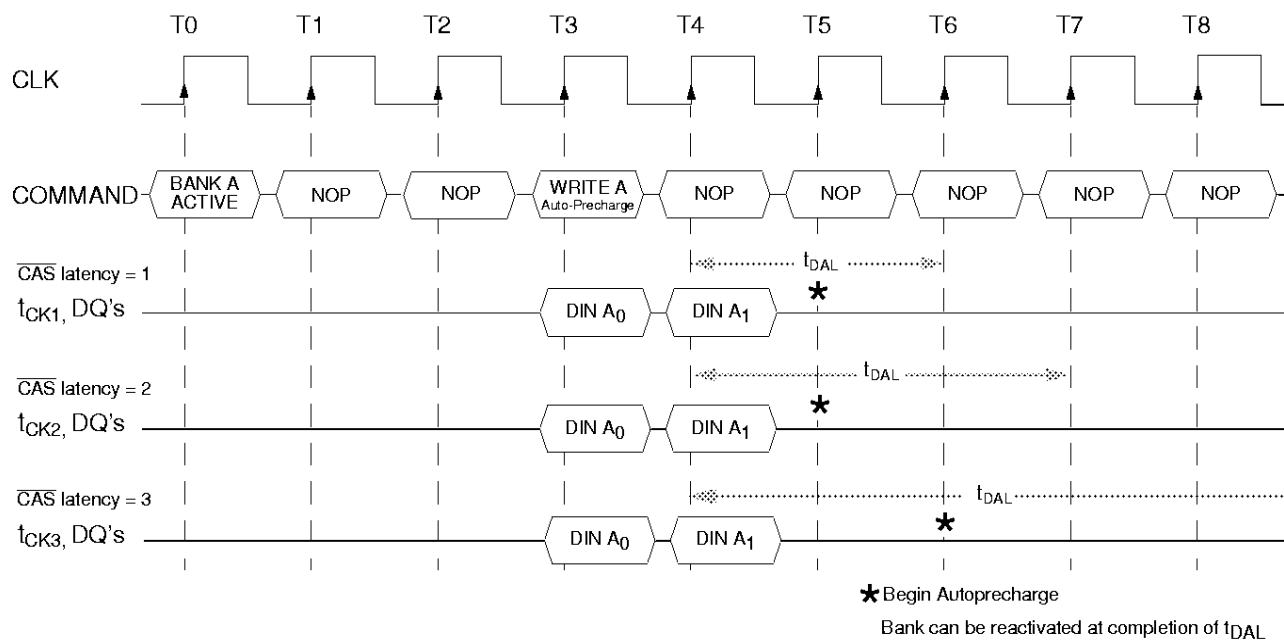 T0 T1 T2 T3 T4 T5 T6 T7 T8
CLK
COMMAND
BANK A
ACTIVE
NOP
NOP
WRITE A
Auto-Precharge
NOP
NOP
NOP
NOP
NOP
CAS latency = 1
tCK1, DQ's
tDAL
★
DIN A0
DIN A1
CAS latency = 2
tCK2, DQ's
tDAL
★
DIN A0
DIN A1
CAS latency = 3
tCK3, DQ's
tDAL
★
DIN A0
DIN A1
★ Begin Autoprecharge
Bank can be reactivated at completion of tDAL